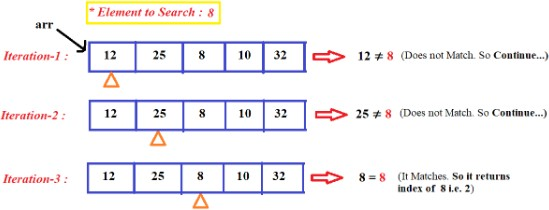 * Element to Search : 8
arr
Iteration-1 : 12 25 8 10 32 12 ≠ 8 (Does not Match. So Continue...)
Iteration-2 : 12 25 8 10 32 25 ≠ 8 (Does not Match. So Continue...)
Iteration-3 : 12 25 8 10 32 8 = 8 (It Matches. So it returns
index of 8 i.e. 2)